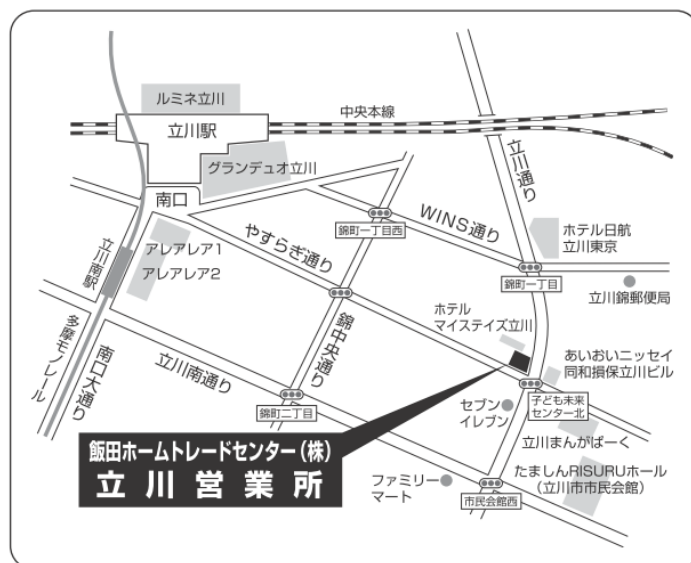 ルミネ立川
立川駅
中央本線
グランデュオ立川
立川通り
南口
錦町一丁目西
WINS通り
ホテル日航
立川東京
アレアレア1
アレアレア2
やすらぎ通り
錦町一丁目
立川錦郵便局
立川南駅
ホテル
マイステイズ立川
多摩モノレール
南口大通り
立川南通り
錦中央通り
あいおいニッセイ
同和損保立川ビル
錦町二丁目
セブン
イレブン
子ども未来
センター北
立川まんがぱーく
飯田ホームトレードセンター(株)
立川営業所
ファミリー
マート
市民会館西
たましんRISURUホール
(立川市市民会館)